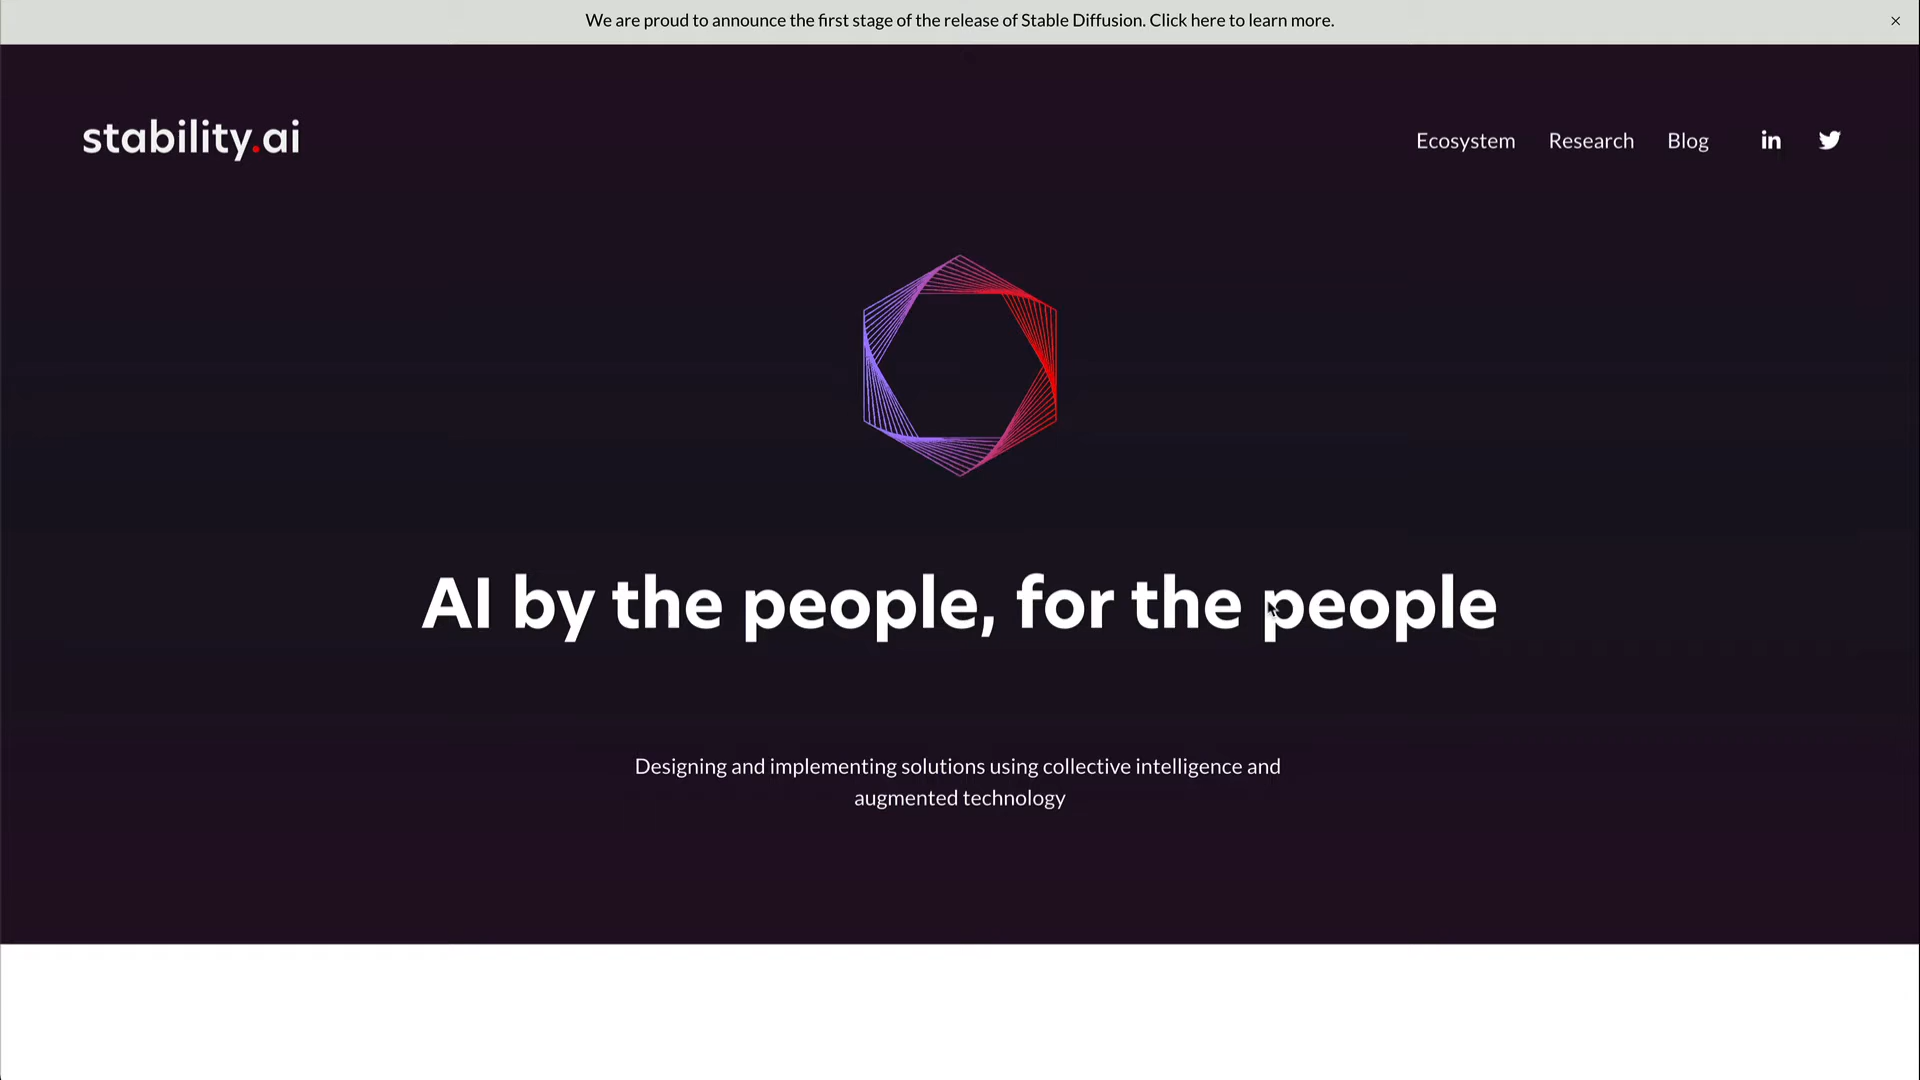 We are proud to announce the first stage of the release of Stable Diffusion. Click here to learn more.
stability.ai
Ecosystem Research Blog
AI by the people, for the people
Designing and implementing solutions using collective intelligence and
augmented technology